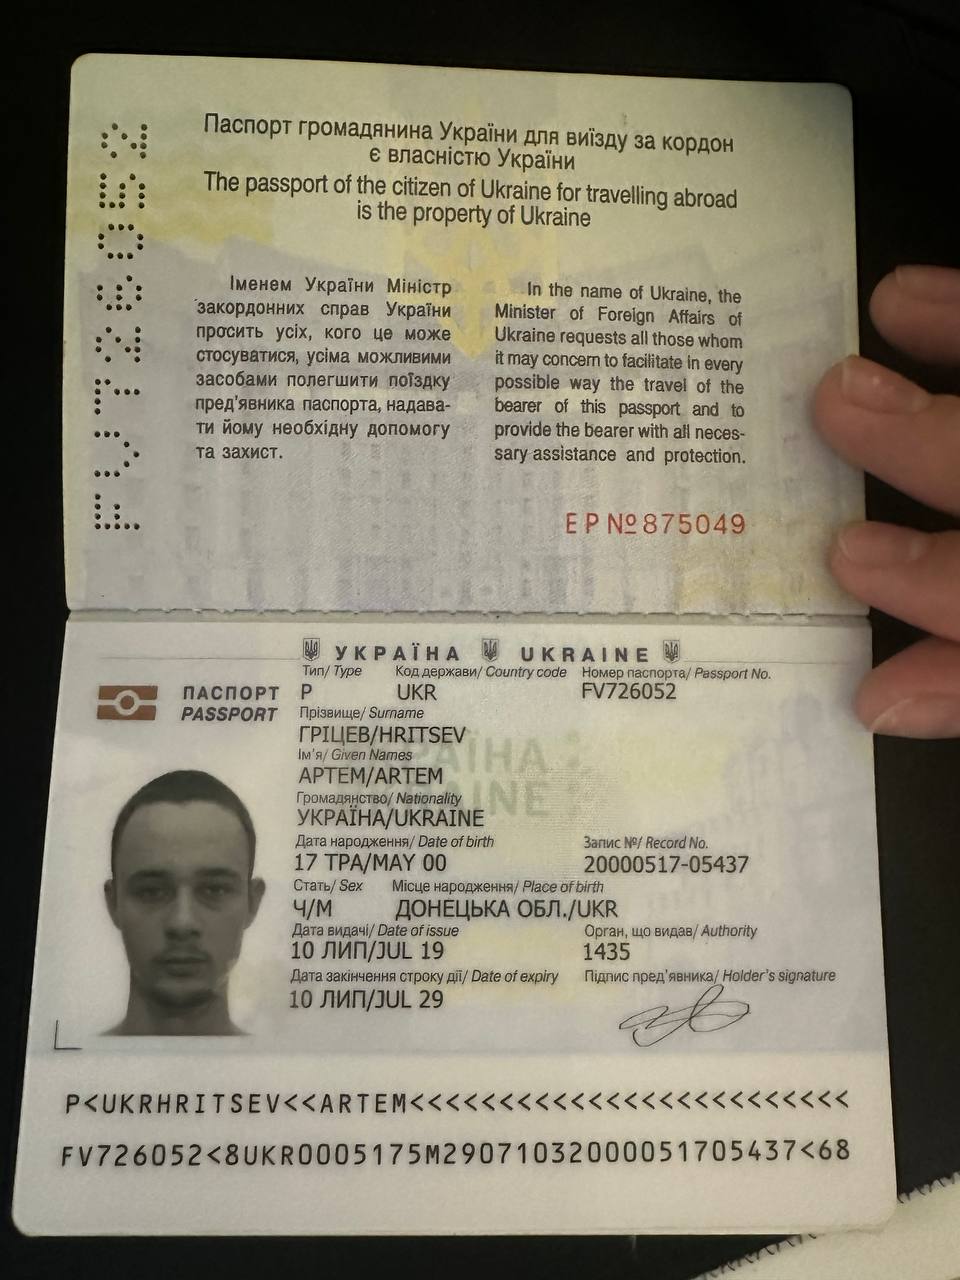 FV726052
Паспорт громадянина України для виїзду за кордон
є власністю України
The passport of the citizen of Ukraine for travelling abroad
is the property of Ukraine
Іменем України Міністр
закордонних справ України
просить усіх, кого це може
стосуватися, усіма можливими
засобами полегшити поїздку
пред'явника паспорта, надава-
ти йому необхідну допомогу
та захист.
In the name of Ukraine, the
Minister of Foreign Affairs of
Ukraine requests all those whom
it may concern to facilitate in every
possible way the travel of the
bearer of this passport and to
provide the bearer with all neces-
sary assistance and protection.
EP №875049
УКРАЇНА UKRAINE
ПАСПОРТ
PASSPORT
Тип/ Type Код держави/ Country code Номер паспорта/ Passport No.
P UKR FV726052
Прізвище/ Surname
ГРІЦЕВ/HRITSEV
Ім'я/ Given Names
АРТЕМ/ARTEM
Громадянство/ Nationality
УКРАЇНА/UKRAINE
Дата народження/ Date of birth Запис №/ Record No.
17 ТРА/MAY 00 20000517-05437
Стать/ Sex Місце народження/ Place of birth
Ч/M ДОНЕЦЬКА ОБЛ./UKR
Дата видачі/ Date of issue Орган, що видав/ Authority
10 ЛИП/JUL 19 1435
Дата закінчення строку дії/ Date of expiry Підпис пред'явника/ Holder's signature
10 ЛИП/JUL 29
P<UKRHRITSEV<<ARTEM<<<<<<<<<<<<<<<<<<<<<<<<<
FV726052<8UKR0005175M2907103200005170543​7<68